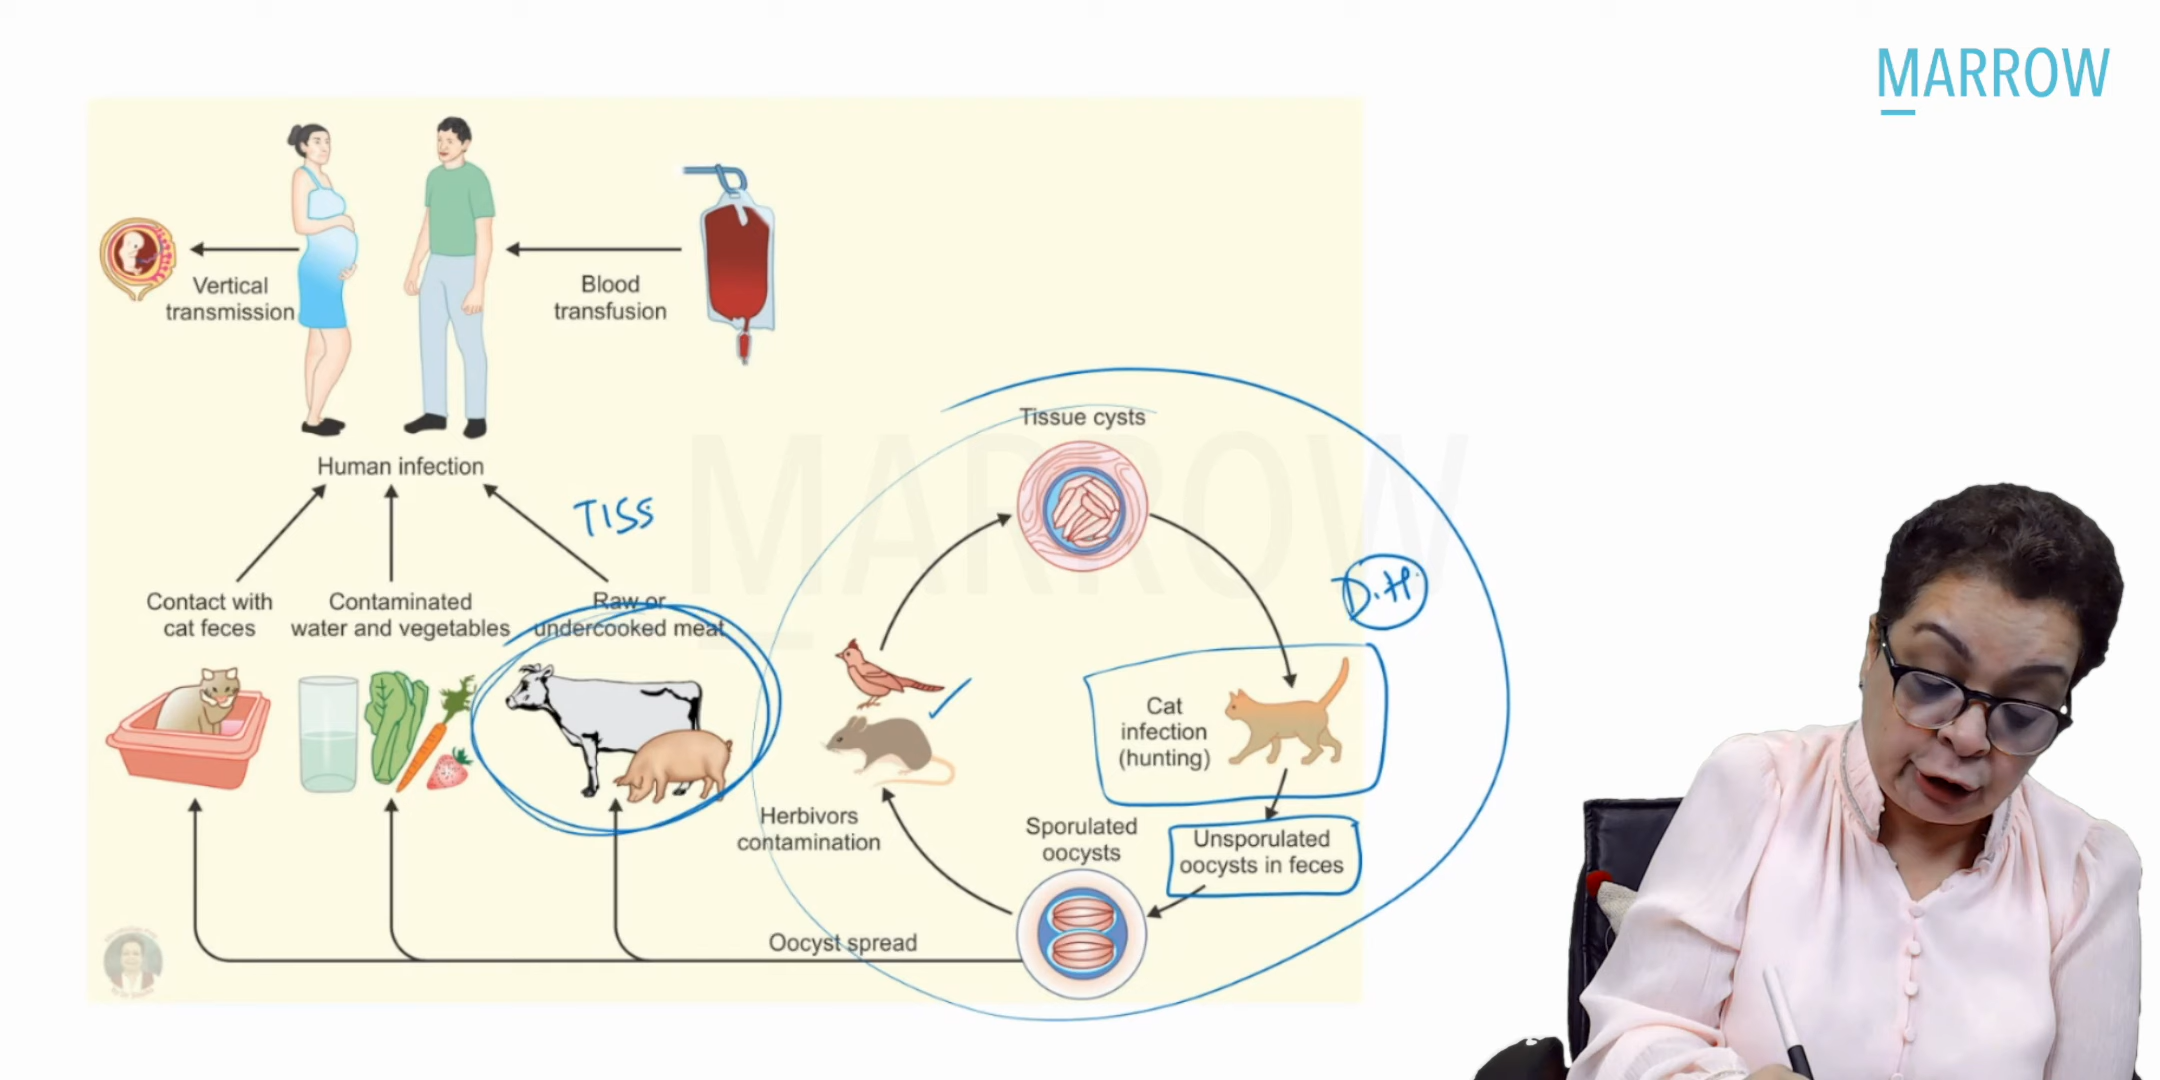 MARROW
Vertical
transmission
Blood
transfusion
Human infection
TISS
Contact with
cat feces
Contaminated
water and vegetables
Raw or
undercooked meat
Tissue cysts
D.H.
Cat
infection
(hunting)
Herbivors
contamination
Sporulated
oocysts
Unsporulated
oocysts in feces
Oocyst spread
MARROW